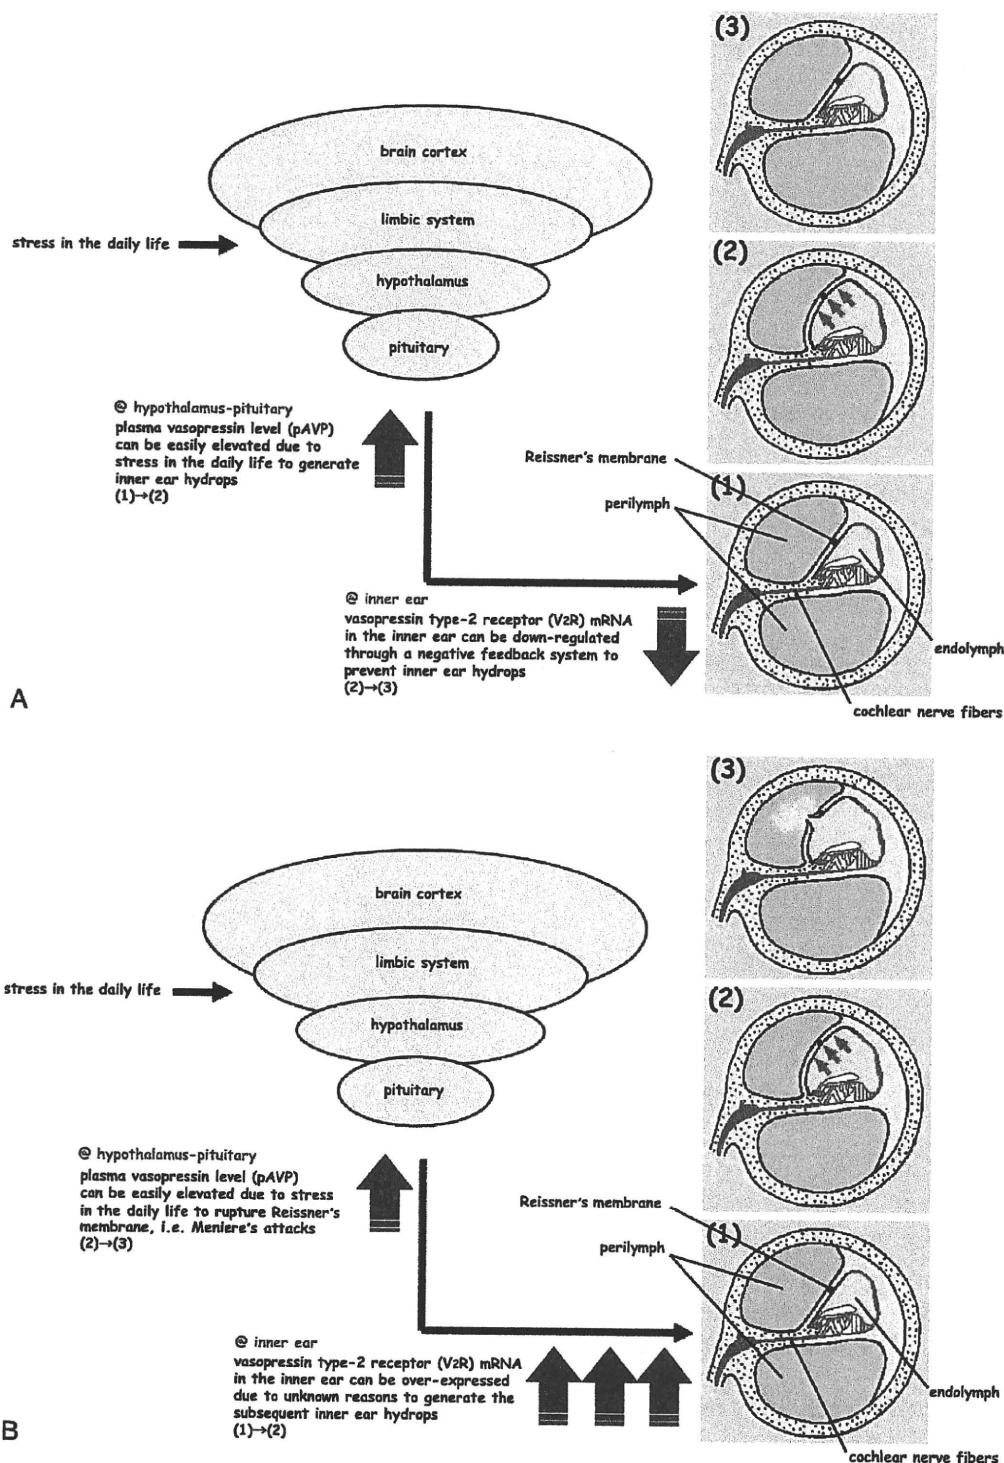 (3)
brain cortex
limbic system
stress in the daily life
hypothalamus
pituitary
(2)
@ hypothalamus-pituitary
plasma vasopressin level (pAVP)
can be easily elevated due to
stress in the daily life to generate
inner ear hydrops
(1)→(2)
Reissner's membrane
(1)
perilymph
@ inner ear
vasopressin type-2 receptor (V2R) mRNA
in the inner ear can be down-regulated
through a negative feedback system to
prevent inner ear hydrops
(2)→(3)
endolymph
cochlear nerve fibers
A
(3)
brain cortex
limbic system
stress in the daily life
hypothalamus
pituitary
(2)
@ hypothalamus-pituitary
plasma vasopressin level (pAVP)
can be easily elevated due to stress
in the daily life to rupture Reissner's
membrane, i.e. Meniere's attacks
(2)→(3)
Reissner's membrane
(1)
perilymph
@ inner ear
vasopressin type-2 receptor (V2R) mRNA
in the inner ear can be over-expressed
due to unknown reasons to generate the
subsequent inner ear hydrops
(1)→(2)
endolymph
cochlear nerve fibers
B